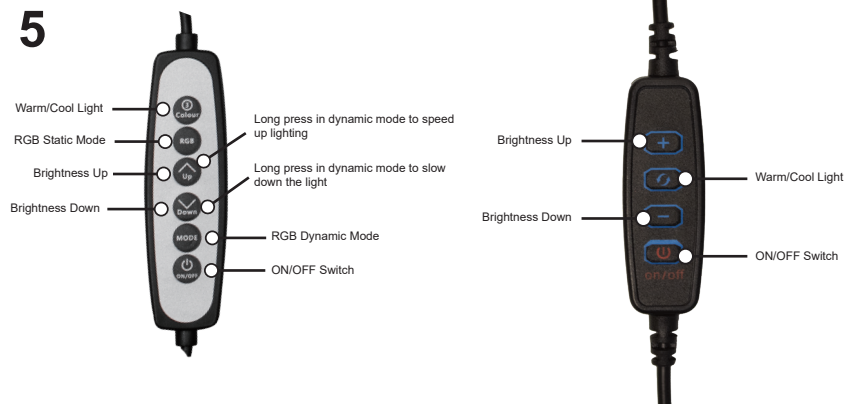 5
Warm/Cool Light
RGB Static Mode
Brightness Up
Brightness Down
3
Colour
RGB
Up
Down
MODE
ON/OFF
Long press in dynamic mode to speed
up lighting
Long press in dynamic mode to slow
down the light
RGB Dynamic Mode
ON/OFF Switch
Brightness Up
Brightness Down
+
−
on/off
Warm/Cool Light
ON/OFF Switch